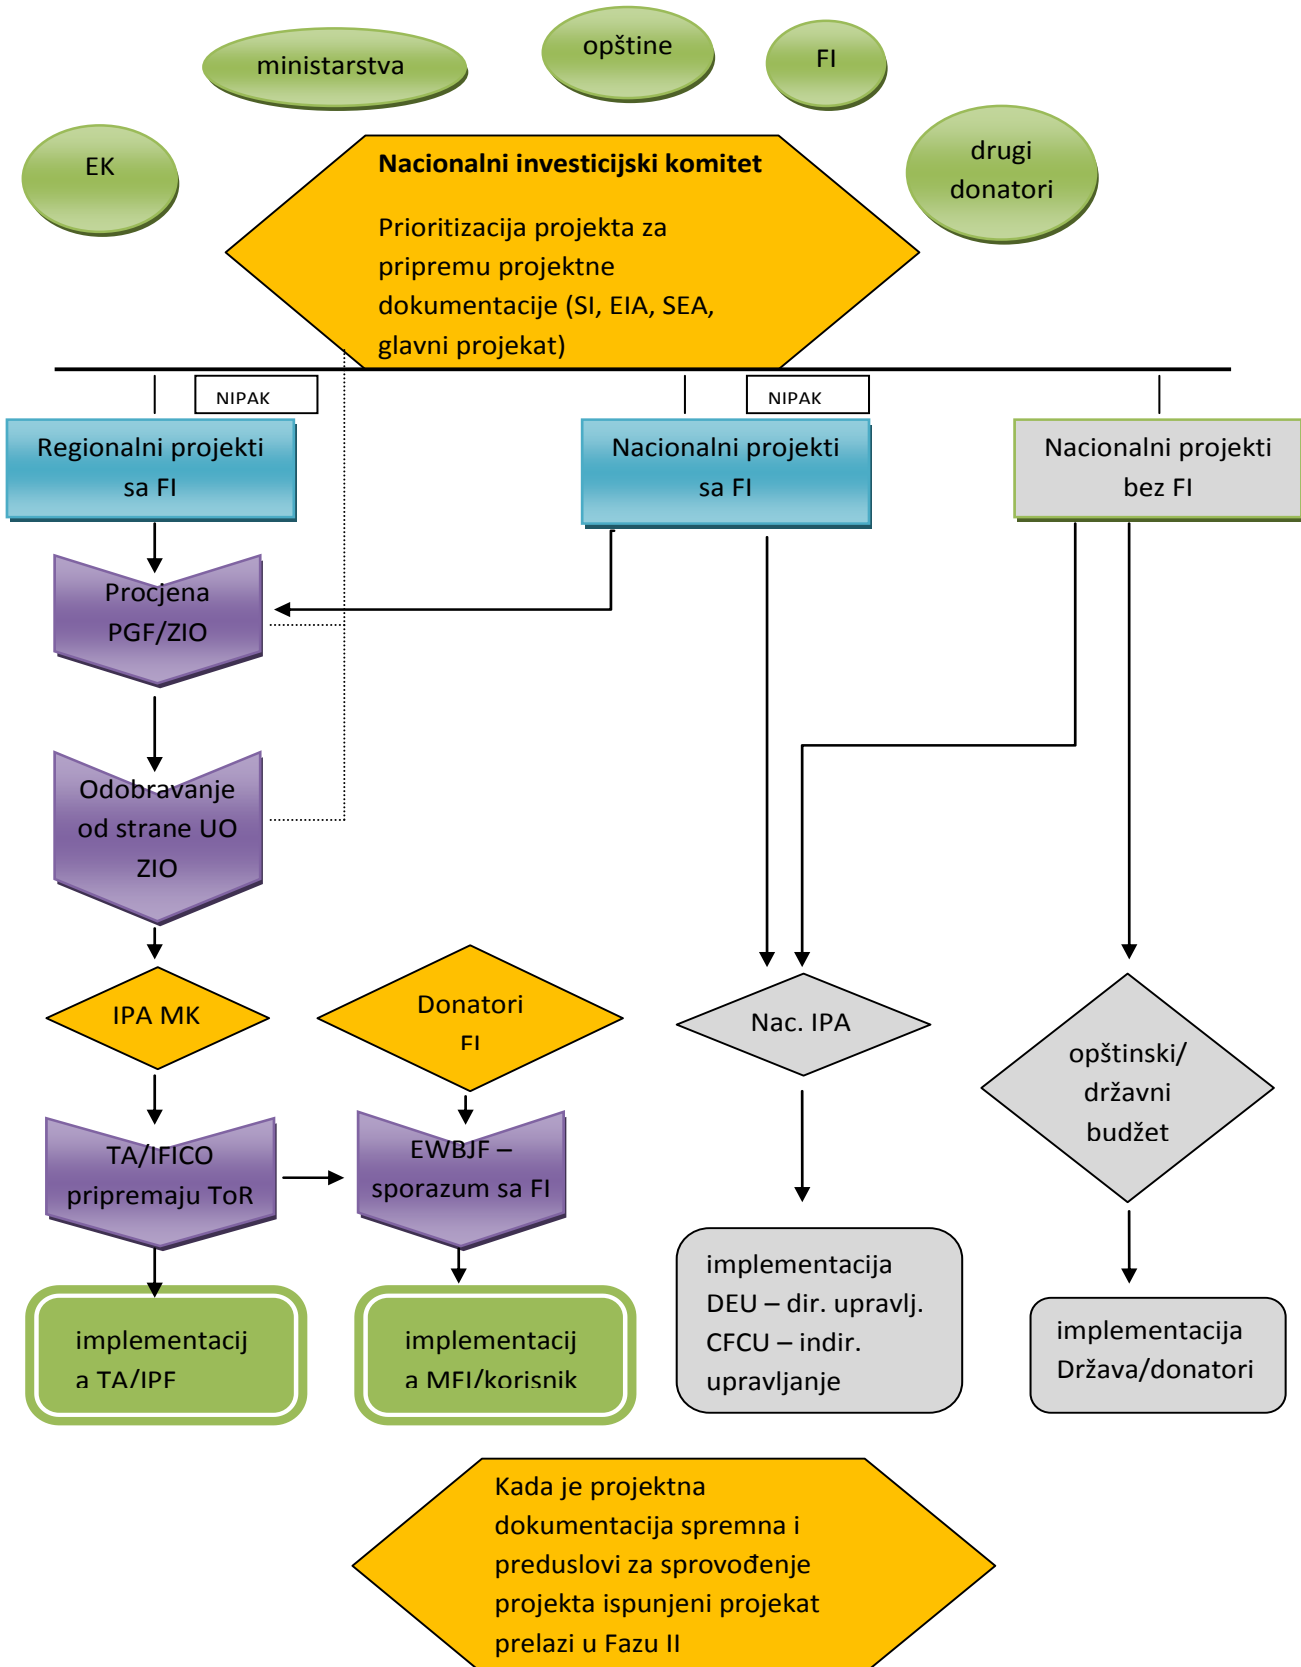 opštine
FI
ministarstva
EK
drugi
donatori
Nacionalni investicijski komitet
Prioritizacija projekta za
pripremu projektne
dokumentacije (SI, EIA, SEA,
glavni projekat)
NIPAK
NIPAK
Regionalni projekti
sa FI
Nacionalni projekti
sa FI
Nacionalni projekti
bez FI
Procjena
PGF/ZIO
Odobravanje
od strane UO
ZIO
IPA MK
Donatori
FI
Nac. IPA
opštinski/
državni
budžet
TA/IFICO
pripremaju ToR
EWBJF –
sporazum sa FI
implementacij
a TA/IPF
implementacij
a MFI/korisnik
implementacija
DEU – dir. upravlj.
CFCU – indir.
upravljanje
implementacija
Država/donatori
Kada je projektna
dokumentacija spremna i
preduslovi za sprovođenje
projekta ispunjeni projekat
prelazi u Fazu II